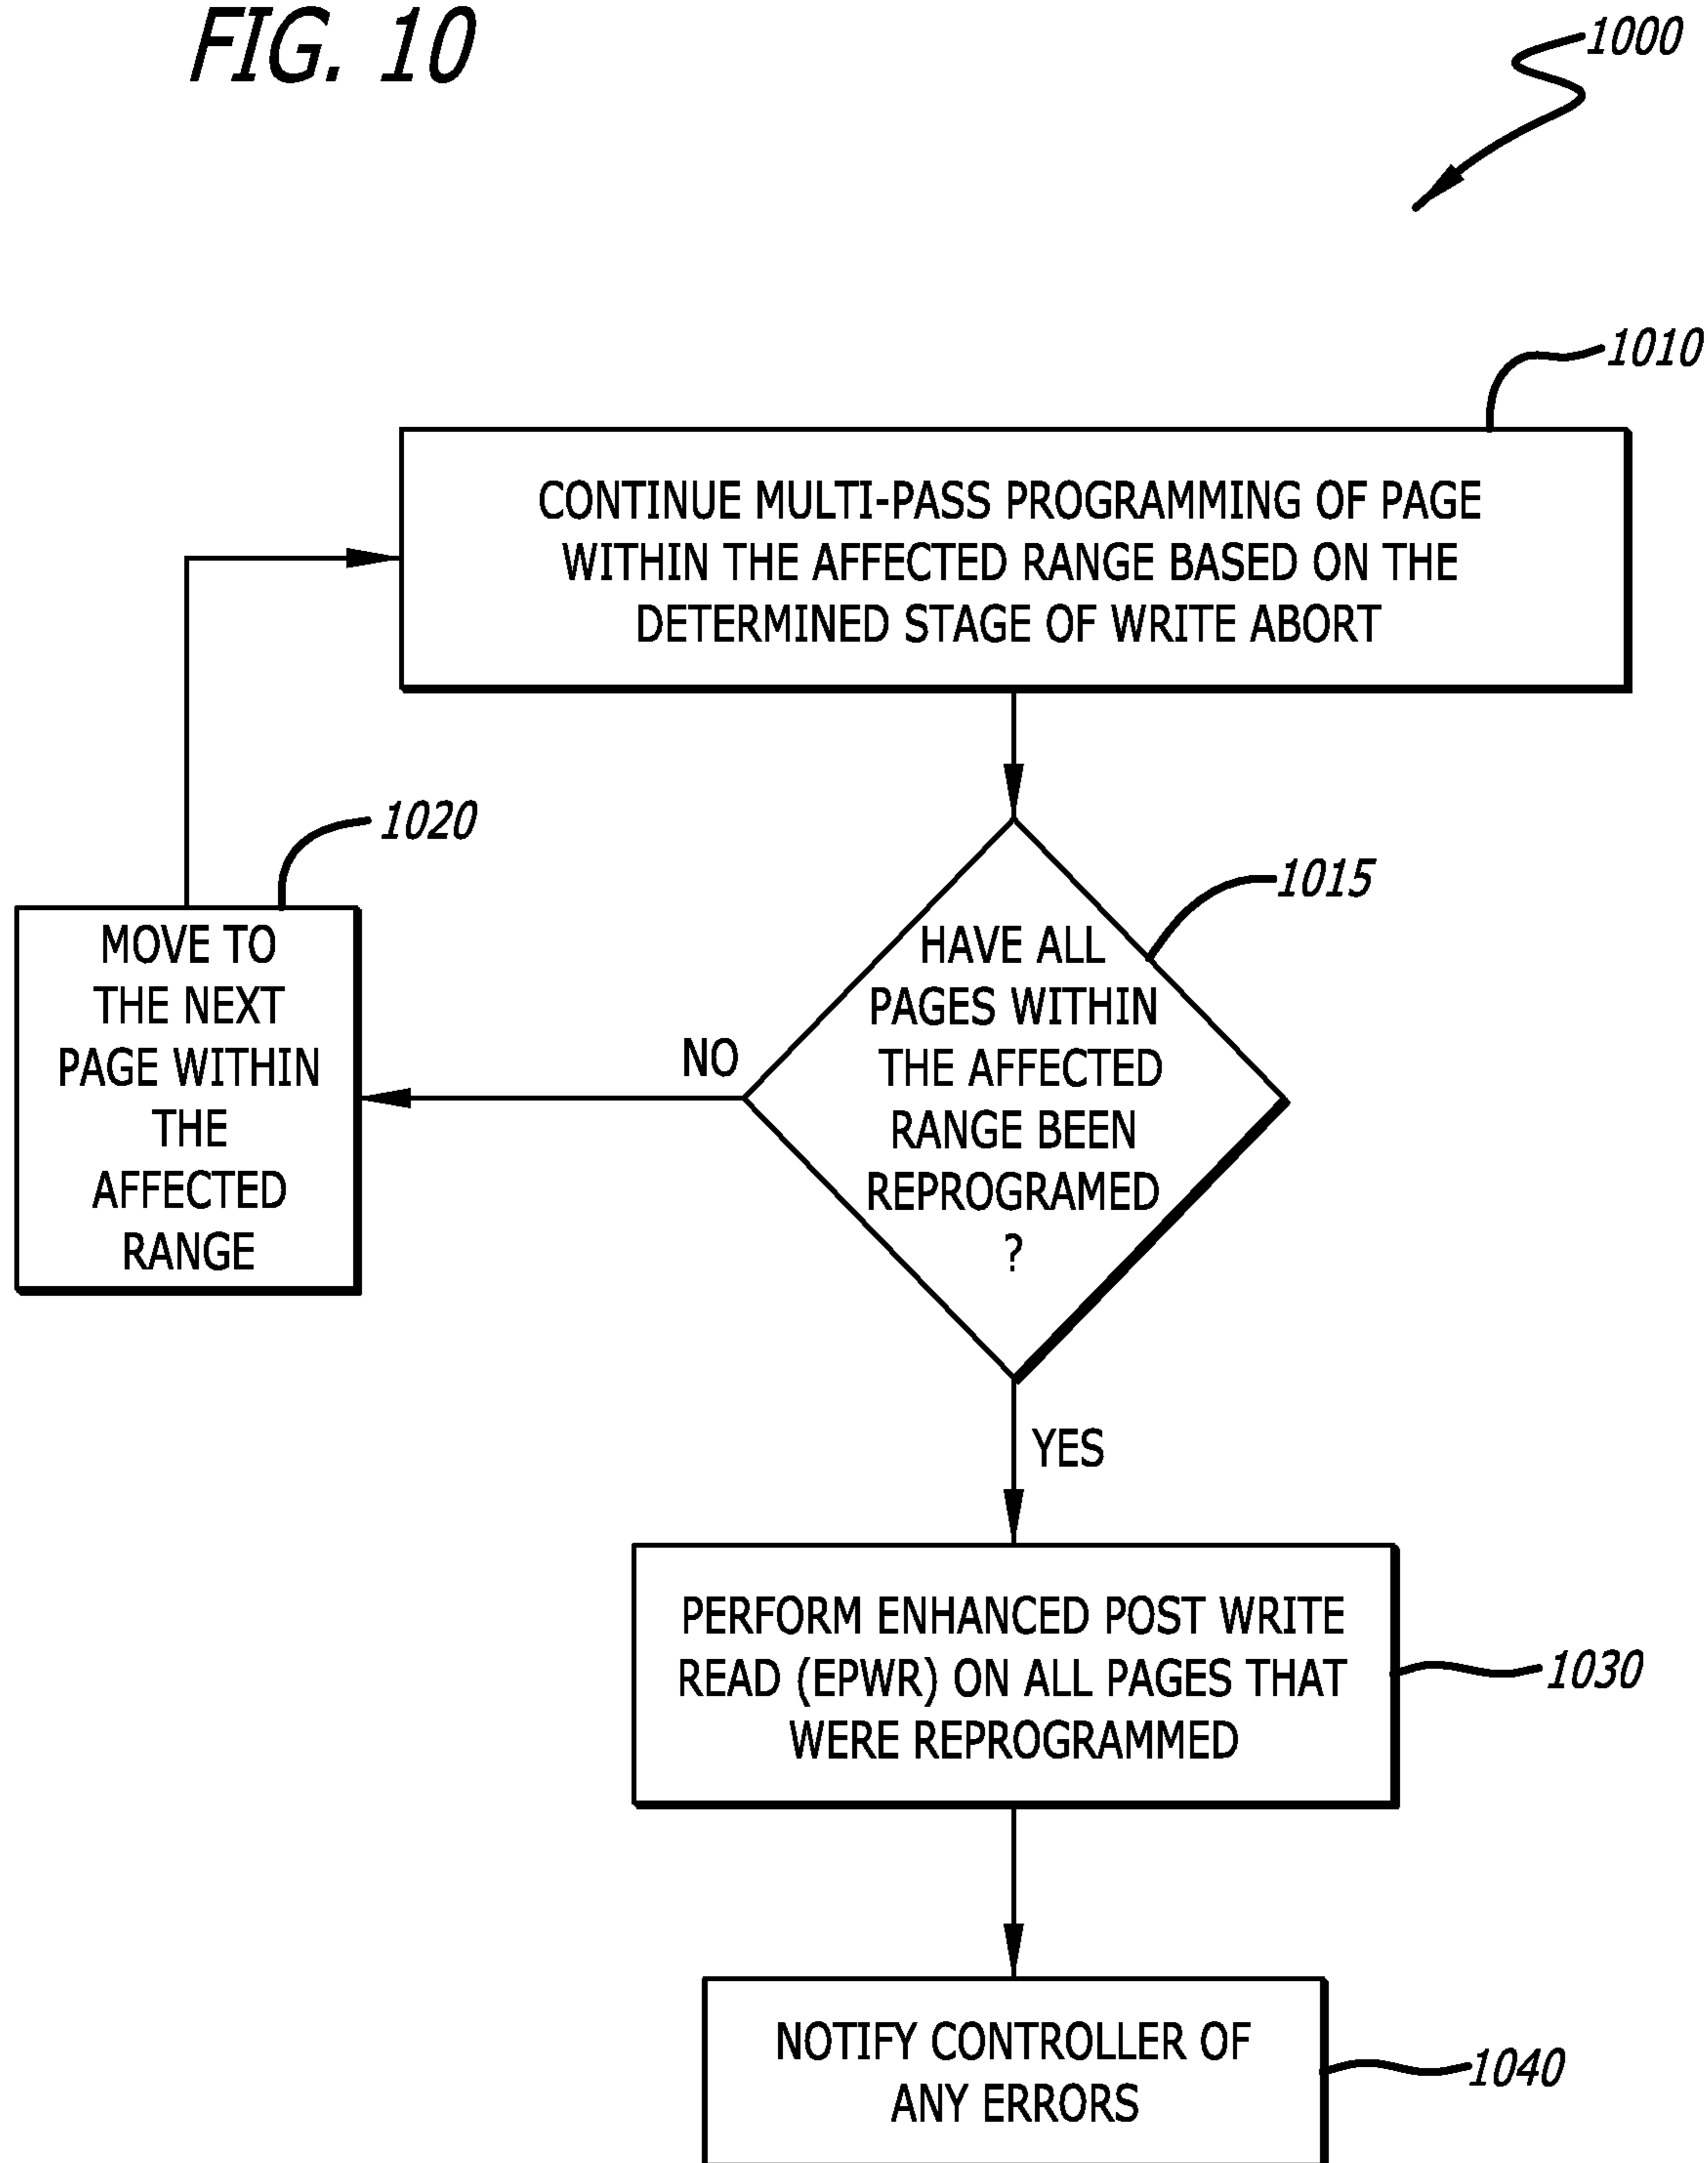 FIG. 10
1000
1010
CONTINUE MULTI-PASS PROGRAMMING OF PAGE
WITHIN THE AFFECTED RANGE BASED ON THE
DETERMINED STAGE OF WRITE ABORT
1020
MOVE TO
THE NEXT
PAGE WITHIN
THE
AFFECTED
RANGE
1015
HAVE ALL
PAGES WITHIN
THE AFFECTED
RANGE BEEN
REPROGRAMED
?
NO
YES
PERFORM ENHANCED POST WRITE
READ (EPWR) ON ALL PAGES THAT
WERE REPROGRAMMED
1030
NOTIFY CONTROLLER OF
ANY ERRORS
1040